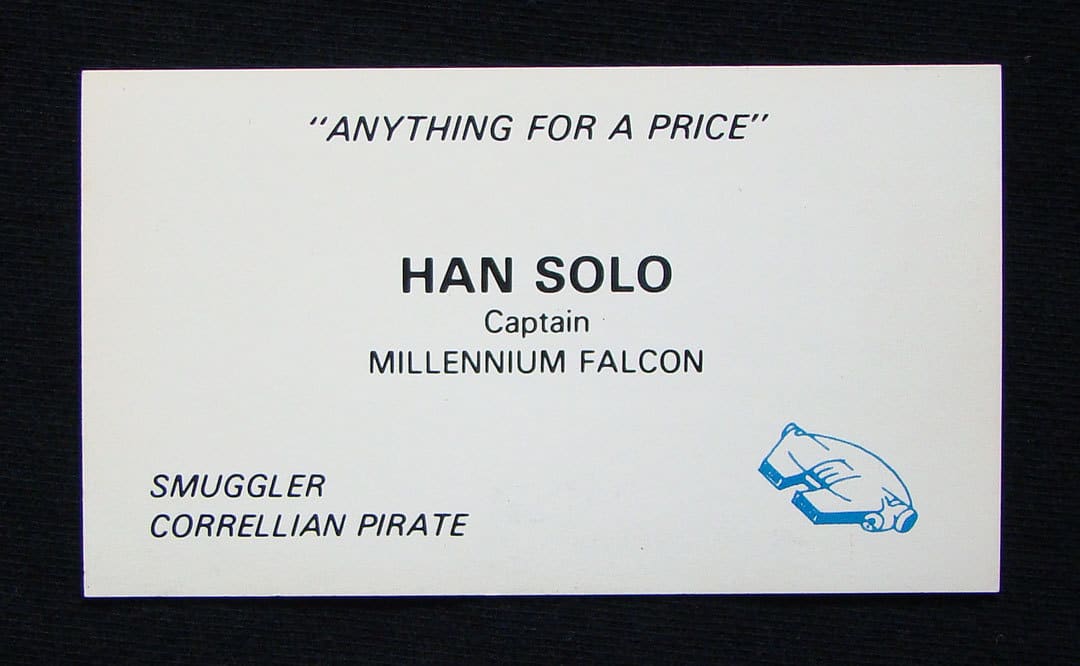 "ANYTHING FOR A PRICE"
HAN SOLO
Captain
MILLENNIUM FALCON
SMUGGLER
CORRELLIAN PIRATE